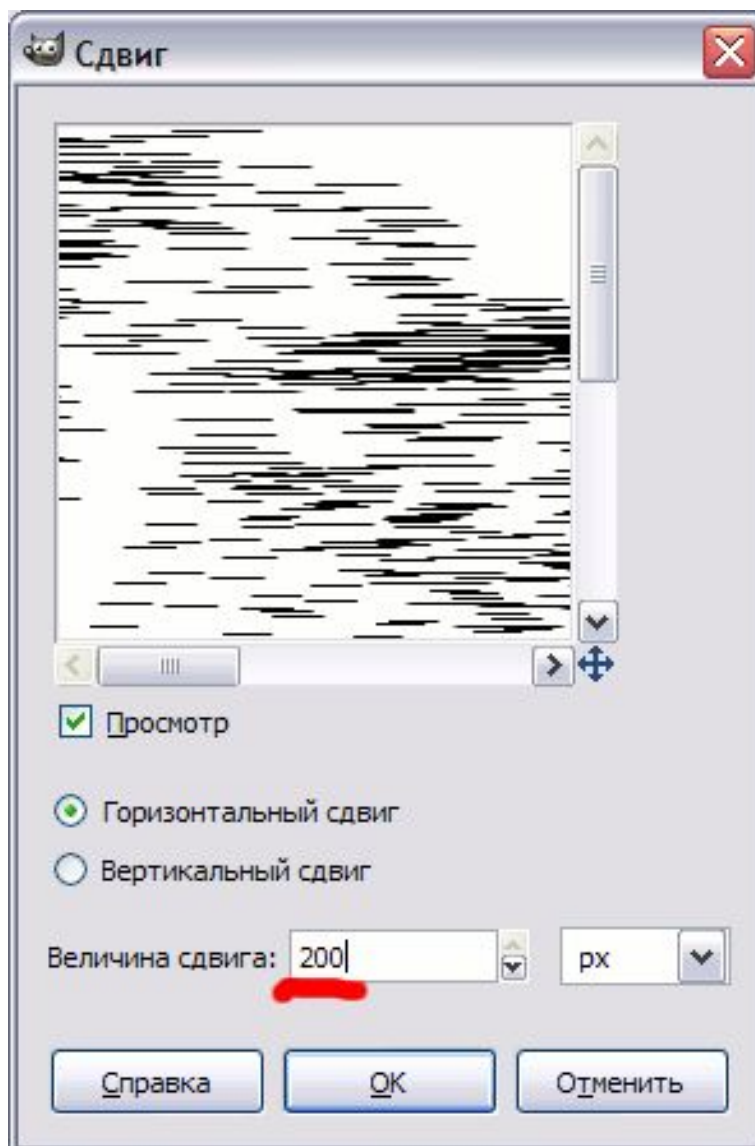 Сдвиг
Просмотр
Горизонтальный сдвиг
Вертикальный сдвиг
Величина сдвига: 200 px
Справка OK Отменить